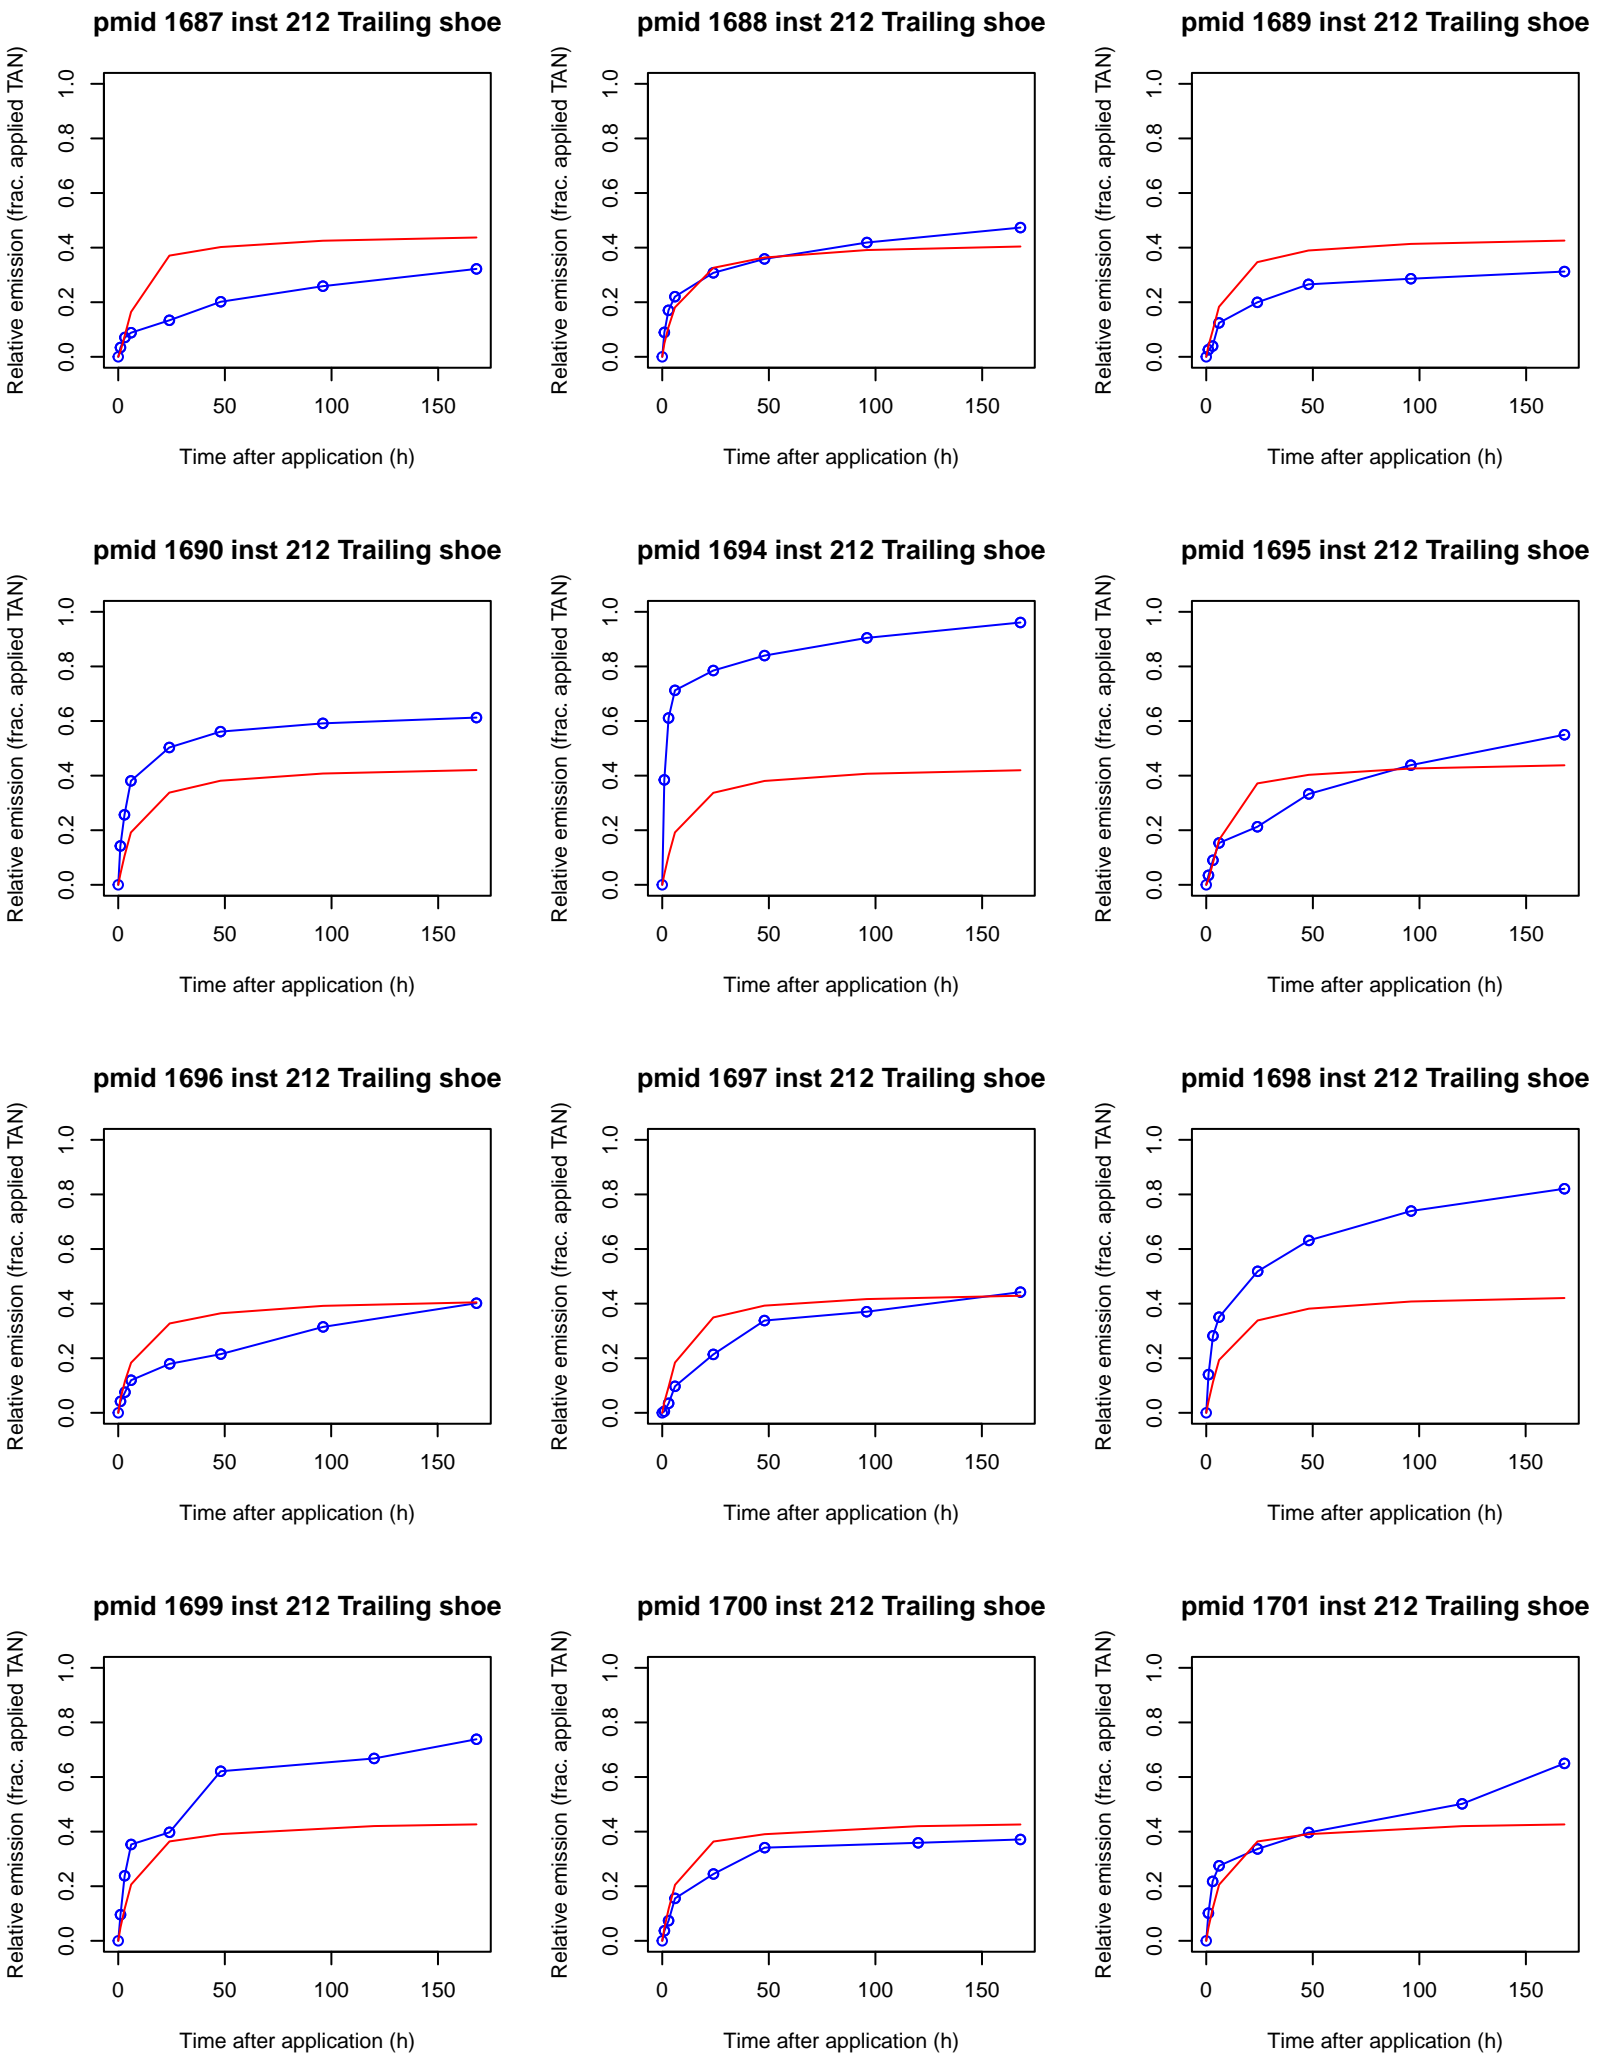 pmid 1687 inst 212 Trailing shoe
Relative emission (frac. applied TAN)
0.0 0.2 0.4 0.6 0.8 1.0
0 50 100 150
Time after application (h)
pmid 1688 inst 212 Trailing shoe
Relative emission (frac. applied TAN)
0.0 0.2 0.4 0.6 0.8 1.0
0 50 100 150
Time after application (h)
pmid 1689 inst 212 Trailing shoe
Relative emission (frac. applied TAN)
0.0 0.2 0.4 0.6 0.8 1.0
0 50 100 150
Time after application (h)
pmid 1690 inst 212 Trailing shoe
Relative emission (frac. applied TAN)
0.0 0.2 0.4 0.6 0.8 1.0
0 50 100 150
Time after application (h)
pmid 1694 inst 212 Trailing shoe
Relative emission (frac. applied TAN)
0.0 0.2 0.4 0.6 0.8 1.0
0 50 100 150
Time after application (h)
pmid 1695 inst 212 Trailing shoe
Relative emission (frac. applied TAN)
0.0 0.2 0.4 0.6 0.8 1.0
0 50 100 150
Time after application (h)
pmid 1696 inst 212 Trailing shoe
Relative emission (frac. applied TAN)
0.0 0.2 0.4 0.6 0.8 1.0
0 50 100 150
Time after application (h)
pmid 1697 inst 212 Trailing shoe
Relative emission (frac. applied TAN)
0.0 0.2 0.4 0.6 0.8 1.0
0 50 100 150
Time after application (h)
pmid 1698 inst 212 Trailing shoe
Relative emission (frac. applied TAN)
0.0 0.2 0.4 0.6 0.8 1.0
0 50 100 150
Time after application (h)
pmid 1699 inst 212 Trailing shoe
Relative emission (frac. applied TAN)
0.0 0.2 0.4 0.6 0.8 1.0
0 50 100 150
Time after application (h)
pmid 1700 inst 212 Trailing shoe
Relative emission (frac. applied TAN)
0.0 0.2 0.4 0.6 0.8 1.0
0 50 100 150
Time after application (h)
pmid 1701 inst 212 Trailing shoe
Relative emission (frac. applied TAN)
0.0 0.2 0.4 0.6 0.8 1.0
0 50 100 150
Time after application (h)